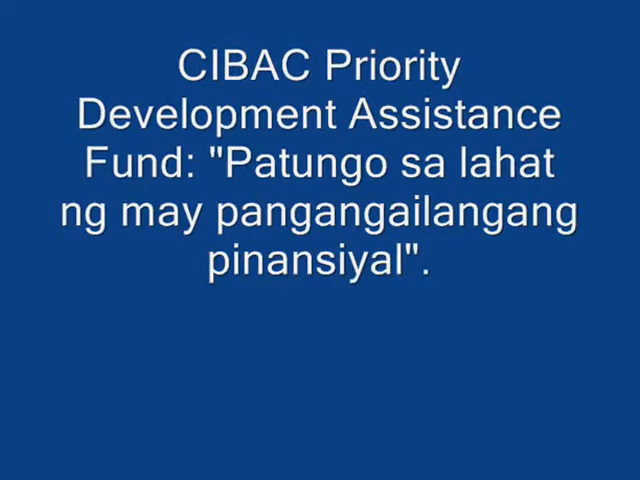 CIBAC Priority
Development Assistance
Fund: "Patungo sa lahat
ng may pangangailangang
pinansiyal".